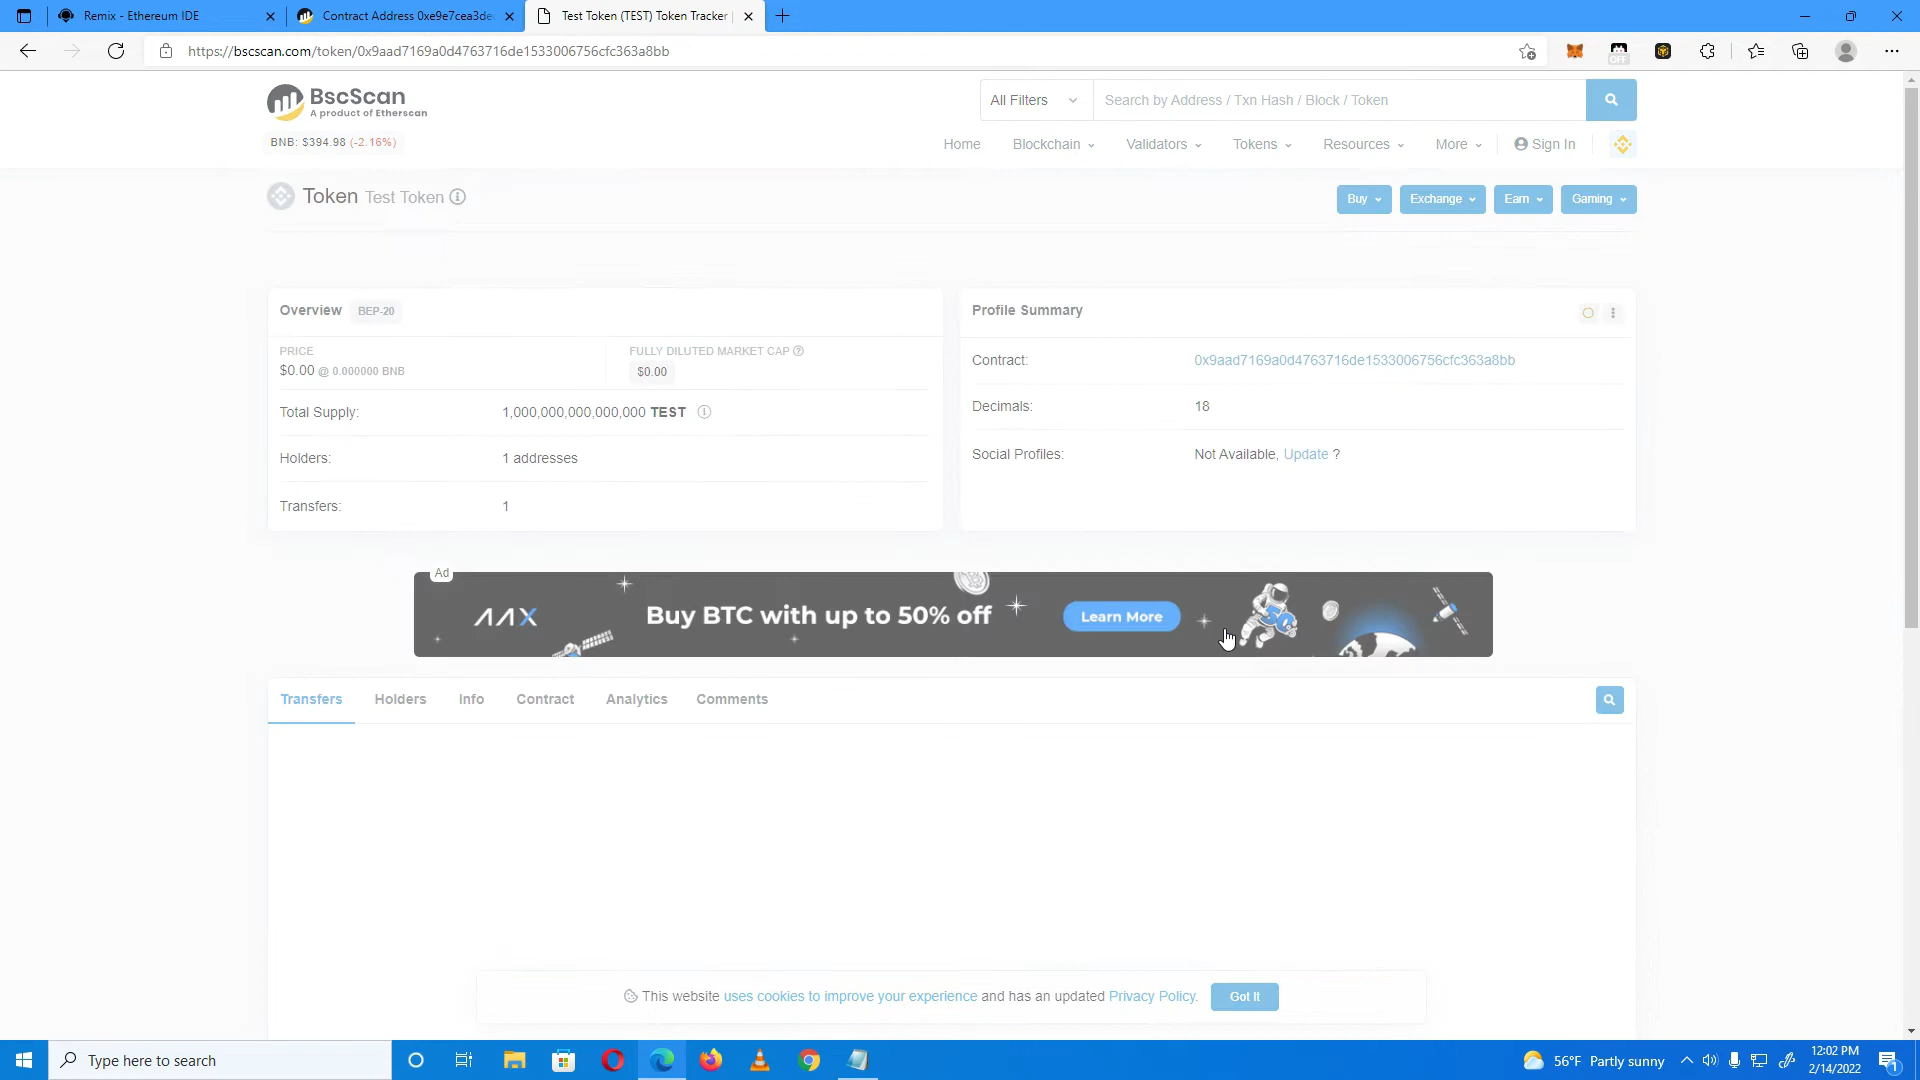 Remix - Ethereum IDE
Contract Address 0xe9e7cea3de
Test Token (TEST) Token Tracker
https://bscscan.com/token/0x9aad7169a0d4763716de1533006756cfc363a8bb
OFF
BscScan
A product of Etherscan
All Filters
Search by Address / Txn Hash / Block / Token
BNB: $394.98 (-2.16%)
Home
Blockchain
Validators
Tokens
Resources
More
Sign In
Token Test Token
Buy
Exchange
Earn
Gaming
Overview BEP-20
Profile Summary
PRICE
$0.00 @ 0.000000 BNB
FULLY DILUTED MARKET CAP
$0.00
Contract: 0x9aad7169a0d4763716de1533006756cfc363a8bb
Total Supply: 1,000,000,000,000,000 TEST
Decimals: 18
Holders: 1 addresses
Social Profiles: Not Available, Update ?
Transfers: 1
Ad
AAX
Buy BTC with up to 50% off
Learn More
50
Transfers
Holders
Info
Contract
Analytics
Comments
This website uses cookies to improve your experience and has an updated Privacy Policy.
Got It
Type here to search
56°F Partly sunny
12:02 PM
2/14/2022
1